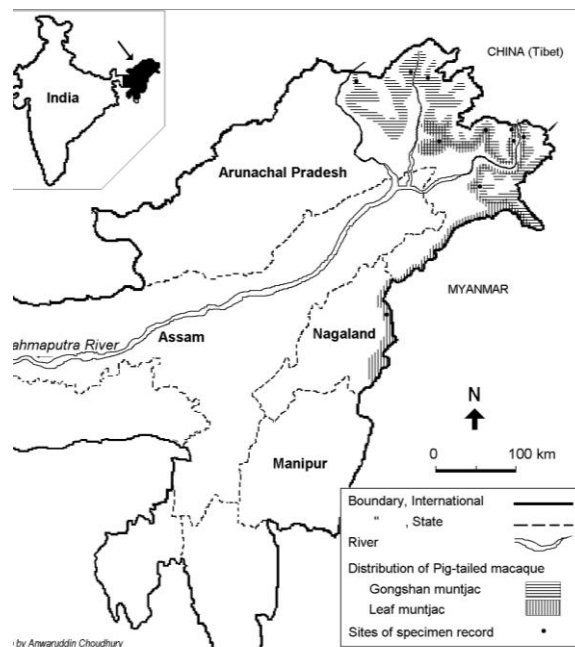 India
CHINA (Tibet)
Arunachal Pradesh
MYANMAR
ahmaputra River
Assam
Nagaland
N
Manipur
0 100 km
Boundary, International
" , State
River
Distribution of Pig-tailed macaque
Gongshan muntjac
Leaf muntjac
Sites of specimen record
by Anwaruddin Choudhury